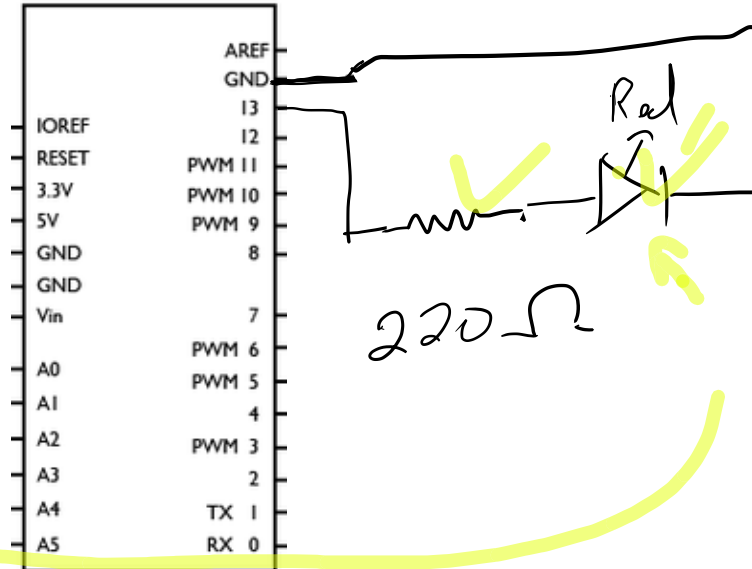 AREF
GND
13
12
PWM 11
PWM 10
PWM 9
8
7
PWM 6
PWM 5
4
PWM 3
2
TX 1
RX 0
IOREF
RESET
3.3V
5V
GND
GND
Vin
A0
A1
A2
A3
A4
A5
Red
220 Ω